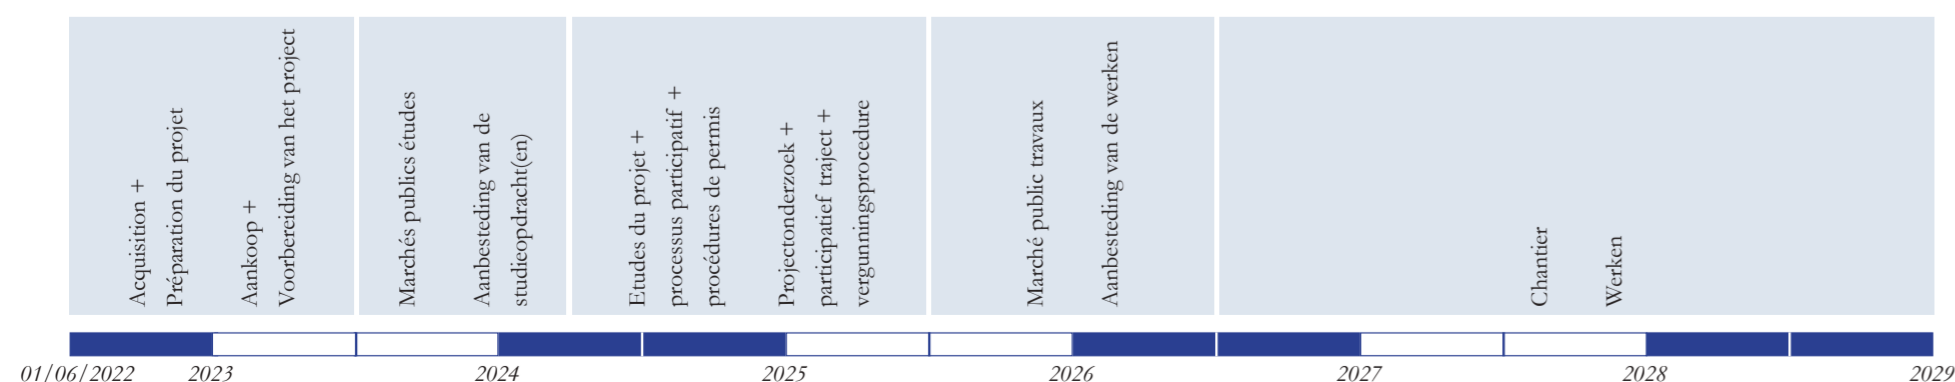 Acquisition +
Préparation du projet
Aankoop +
Voorbereiding van het project
Marchés publics études
Aanbesteding van de
studieopdracht(en)
Etudes du projet +
processus participatif +
procédures de permis
Projectonderzoek +
participatief traject +
vergunningsprocedure
Marché public travaux
Aanbesteding van de werken
Chantier
Werken
01/06/2022
2023
2024
2025
2026
2027
2028
2029